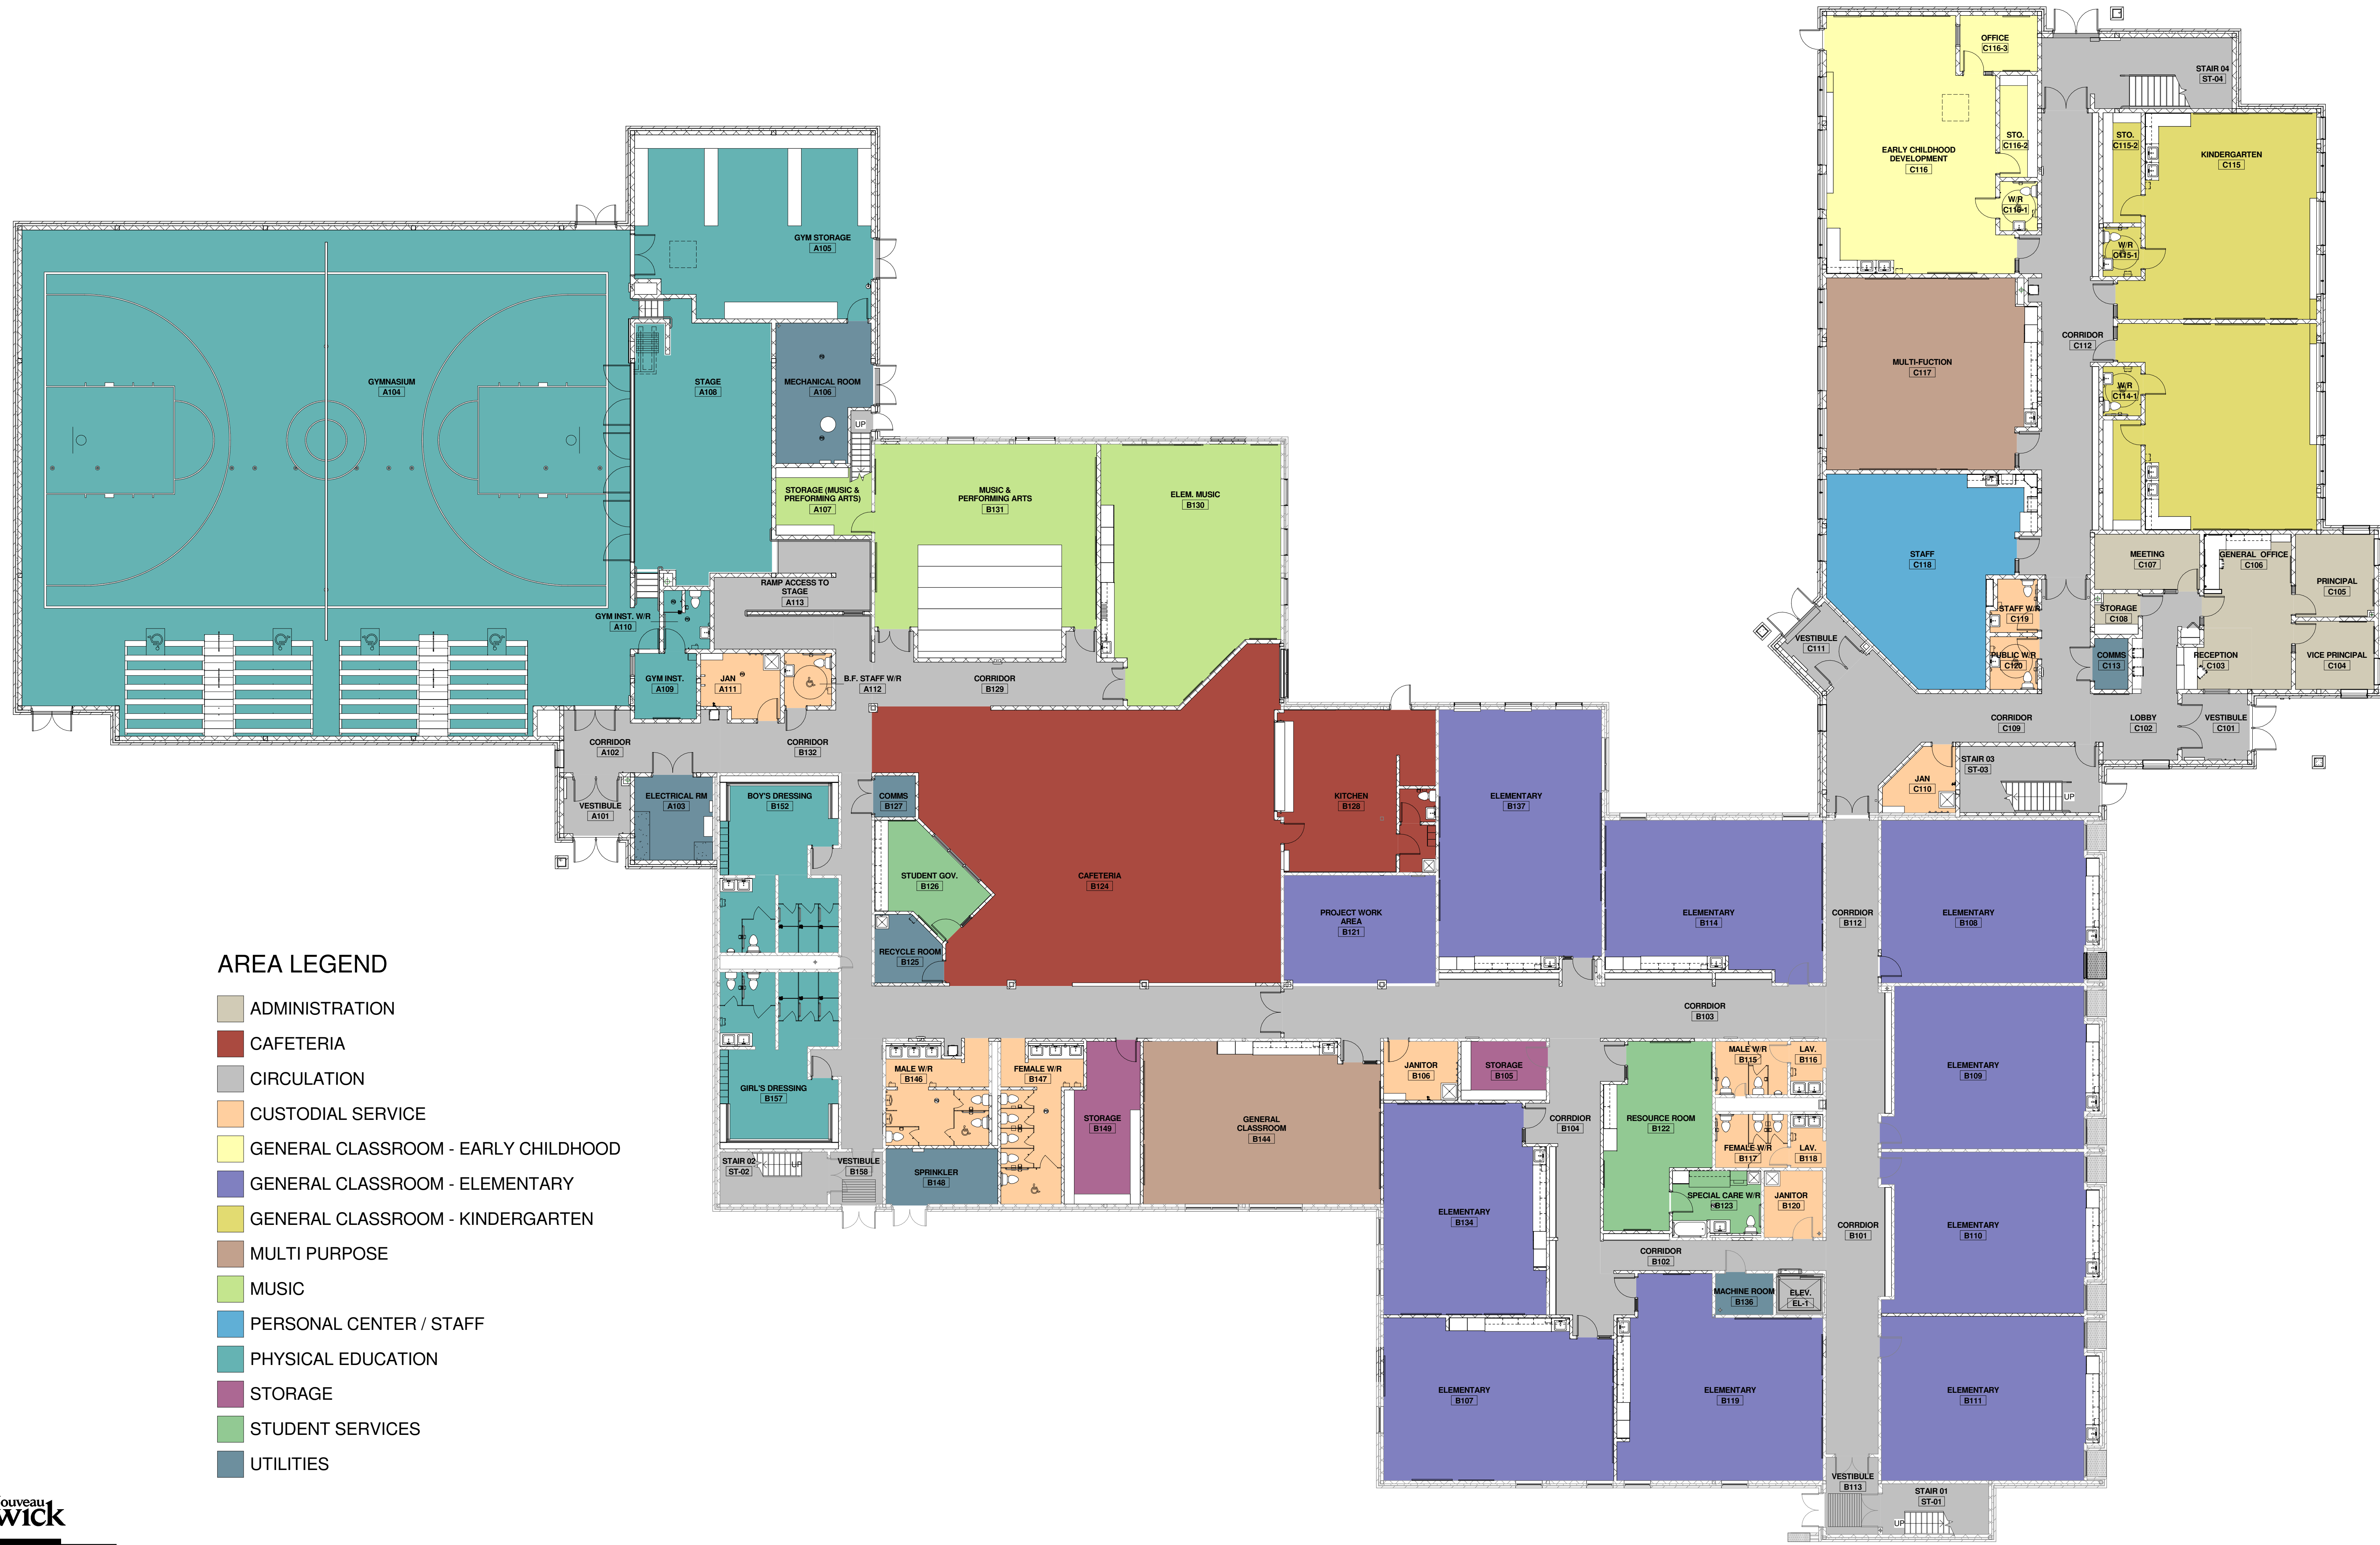 OFFICE
C116-3
STAIR 04
ST-04
STO.
C116-2
EARLY CHILDHOOD
DEVELOPMENT
C116
W/R
STO.
C115-2
KINDERGARTEN
C115
W/R
C115-1
GYM STORAGE
A105
CORRIDOR
C112
GYMNASIUM
A104
STAGE
A108
MECHANICAL ROOM
A106
UP
MULTI-FUCTION
C117
W/R
C114-1
STORAGE (MUSIC &
PREFORMING ARTS)
A107
MUSIC &
PERFORMING ARTS
B131
ELEM. MUSIC
B130
STAFF
C118
MEETING
C107
GENERAL OFFICE
C106
PRINCIPAL
C105
RAMP ACCESS TO
STAGE
A113
GYM INST. W/R
A110
STAFF W/R
C119
STORAGE
C108
VESTIBULE
C111
PUBLIC W/R
C120
COMMS
C113
RECEPTION
C103
VICE PRINCIPAL
C104
GYM INST.
A109
JAN
A111
B.F. STAFF W/R
A112
CORRIDOR
B129
CORRIDOR
A102
CORRIDOR
B132
CORRIDOR
C109
LOBBY
C102
VESTIBULE
C101
STAIR 03
ST-03
JAN
C110
UP
VESTIBULE
A101
ELECTRICAL RM
A103
BOY'S DRESSING
B152
COMMS
B127
KITCHEN
B128
ELEMENTARY
B137
STUDENT GOV.
B126
CAFETERIA
B124
PROJECT WORK
AREA
B121
ELEMENTARY
B114
CORRDIOR
B112
ELEMENTARY
B108
RECYCLE ROOM
B125
CORRDIOR
B103
MALE W/R
B146
FEMALE W/R
B147
JANITOR
B106
STORAGE
B105
MALE W/R
B115
LAV.
B116
ELEMENTARY
B109
GIRL'S DRESSING
B157
STORAGE
B149
GENERAL
CLASSROOM
B144
CORRDIOR
B104
RESOURCE ROOM
B122
FEMALE W/R
B117
LAV.
B118
STAIR 02
ST-02
UP
VESTIBULE
B158
SPRINKLER
B148
SPECIAL CARE W/R
B123
JANITOR
B120
ELEMENTARY
B134
CORRDIOR
B101
ELEMENTARY
B110
CORRIDOR
B102
MACHINE ROOM
B136
ELEV.
EL-1
ELEMENTARY
B107
ELEMENTARY
B119
ELEMENTARY
B111
VESTIBULE
B113
STAIR 01
ST-01
UP
AREA LEGEND
ADMINISTRATION
CAFETERIA
CIRCULATION
CUSTODIAL SERVICE
GENERAL CLASSROOM - EARLY CHILDHOOD
GENERAL CLASSROOM - ELEMENTARY
GENERAL CLASSROOM - KINDERGARTEN
MULTI PURPOSE
MUSIC
PERSONAL CENTER / STAFF
PHYSICAL EDUCATION
STORAGE
STUDENT SERVICES
UTILITIES
ouveau
wick